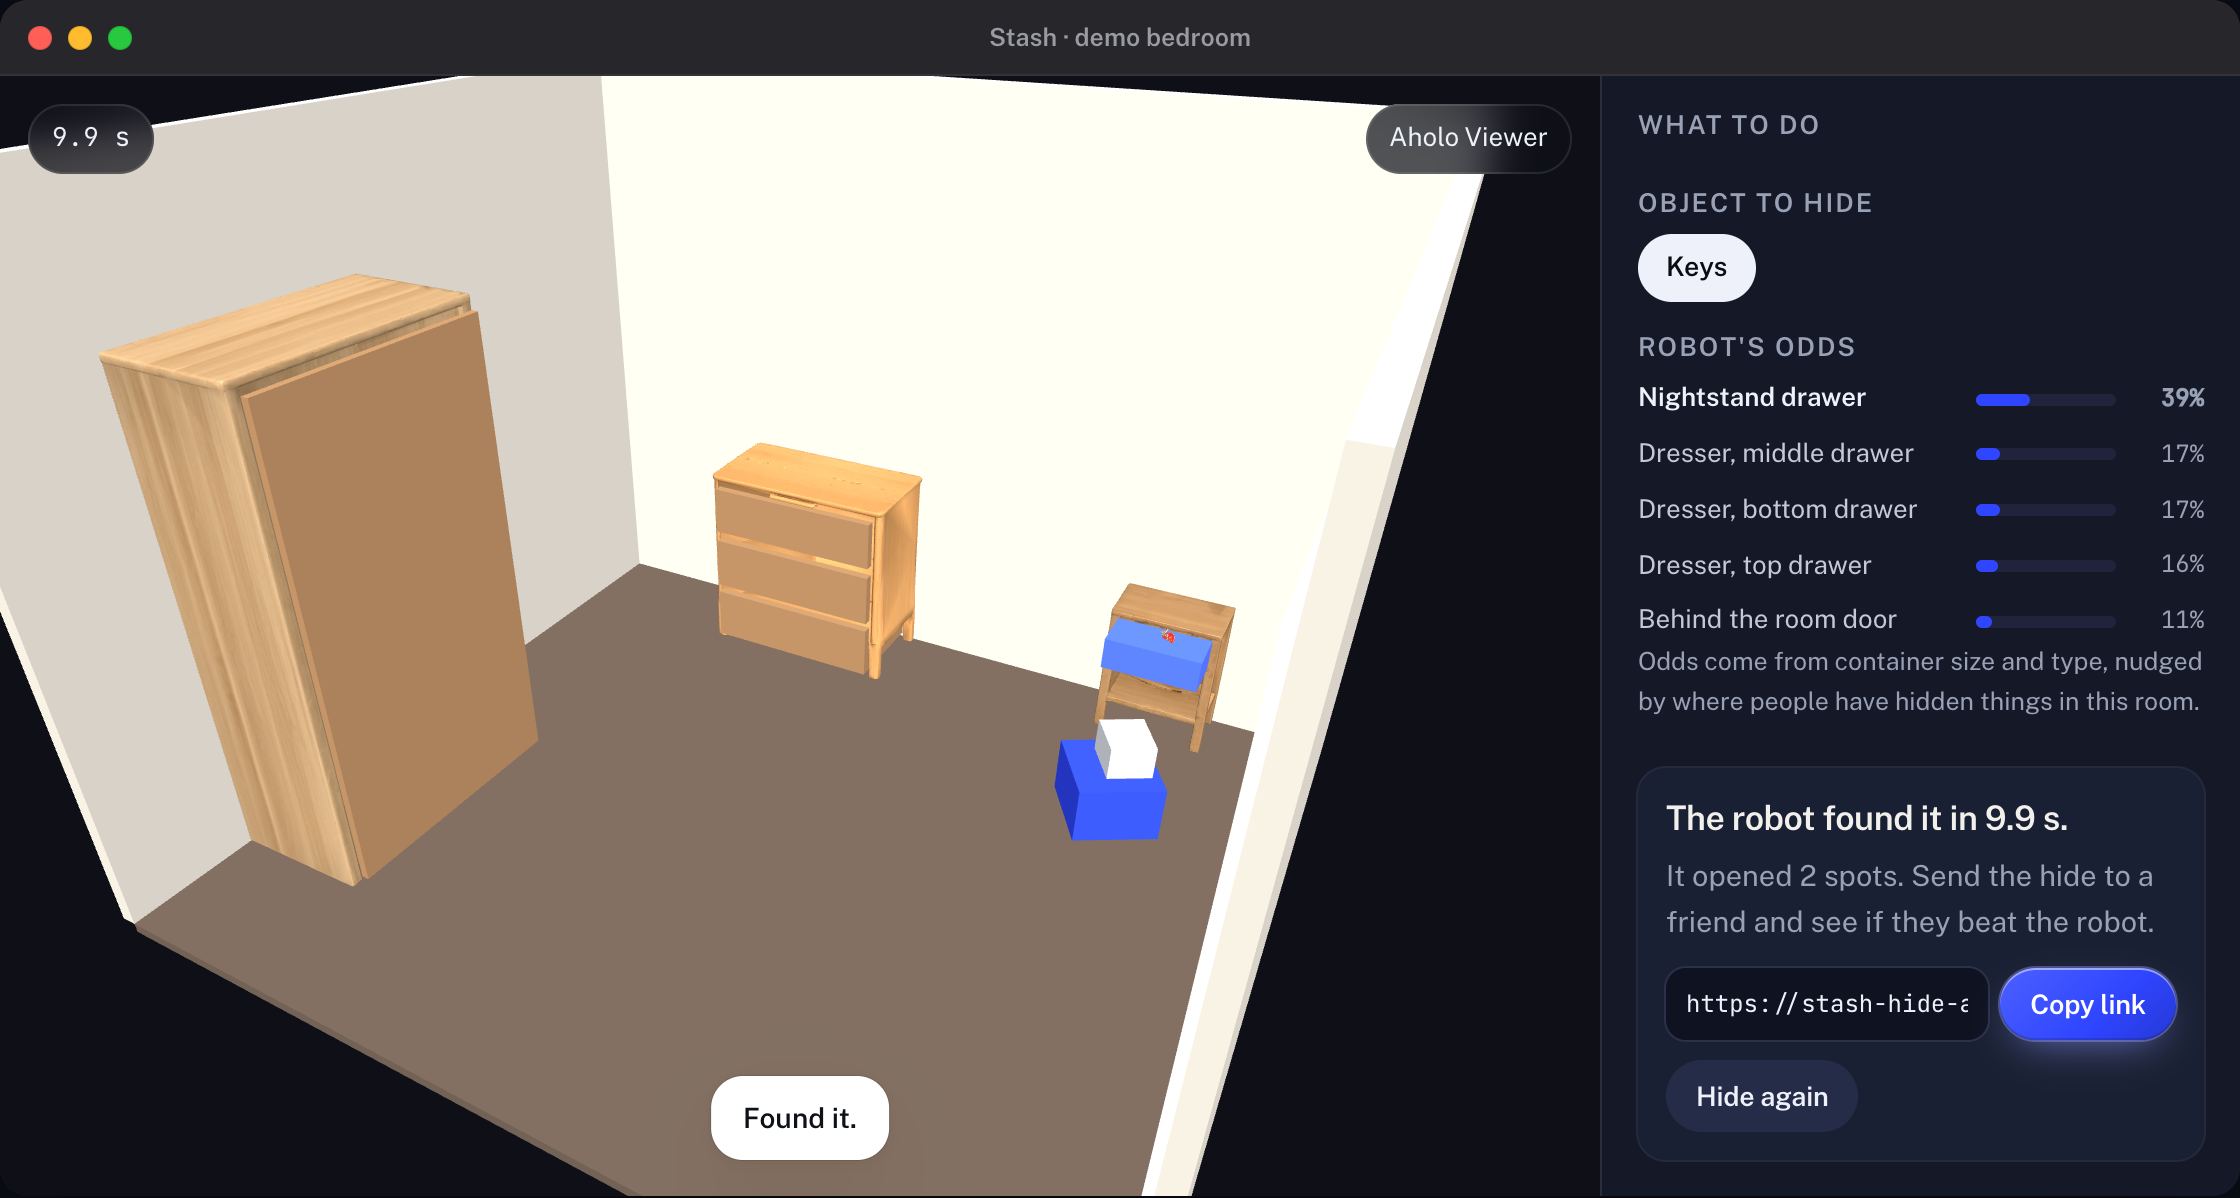 Stash · demo bedroom
9.9 s
Aholo Viewer
Found it.
WHAT TO DO
OBJECT TO HIDE
Keys
ROBOT'S ODDS
Nightstand drawer 39%
Dresser, middle drawer 17%
Dresser, bottom drawer 17%
Dresser, top drawer 16%
Behind the room door 11%
Odds come from container size and type, nudged
by where people have hidden things in this room.
The robot found it in 9.9 s.
It opened 2 spots. Send the hide to a
friend and see if they beat the robot.
https://stash-hide-a
Copy link
Hide again